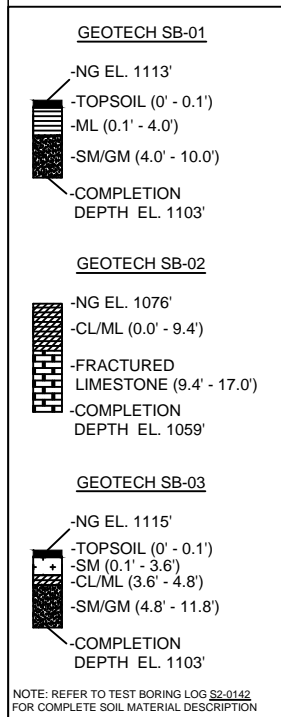 GEOTECH SB-01
-NG EL. 1113'
-TOPSOIL (0' - 0.1')
-ML (0.1' - 4.0')
-SM/GM (4.0' - 10.0')
-COMPLETION
DEPTH EL. 1103'
GEOTECH SB-02
-NG EL. 1076'
-CL/ML (0.0' - 9.4')
-FRACTURED
LIMESTONE (9.4' - 17.0')
-COMPLETION
DEPTH EL. 1059'
GEOTECH SB-03
-NG EL. 1115'
-TOPSOIL (0' - 0.1')
-SM (0.1' - 3.6')
-CL/ML (3.6' - 4.8')
-SM/GM (4.8' - 11.8')
-COMPLETION
DEPTH EL. 1103'
NOTE: REFER TO TEST BORING LOG S2-0142
FOR COMPLETE SOIL MATERIAL DESCRIPTION